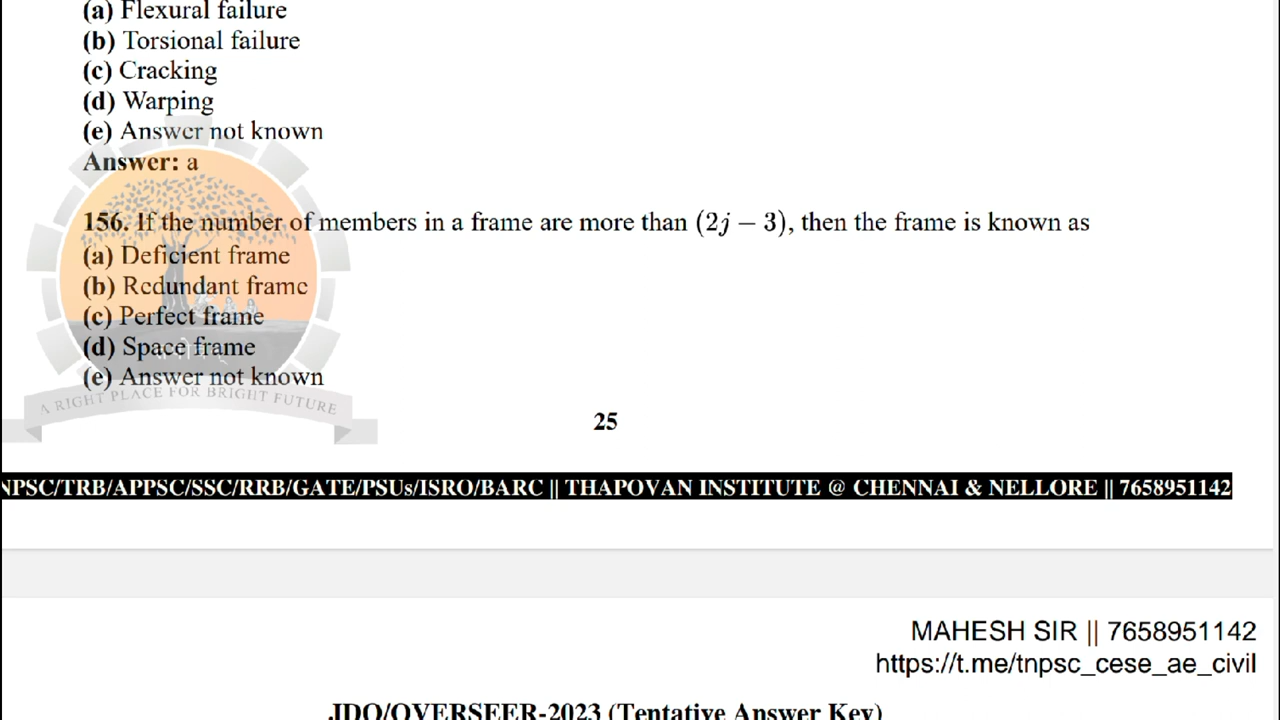 (a) Flexural failure
(b) Torsional failure
(c) Cracking
(d) Warping
(e) Answer not known
Answer: a
156. If the number of members in a frame are more than (2j − 3), then the frame is known as
(a) Deficient frame
(b) Redundant frame
(c) Perfect frame
(d) Space frame
(e) Answer not known
A RIGHT PLACE FOR BRIGHT FUTURE
25
NPSC/TRB/APPSC/SSC/RRB/GATE/PSUs/ISRO/BARC || THAPOVAN INSTITUTE @ CHENNAI & NELLORE || 7658951142
MAHESH SIR || 7658951142
https://t.me/tnpsc_cese_ae_civil
JDO/OVERSEER-2023 (Tentative Answer Key)